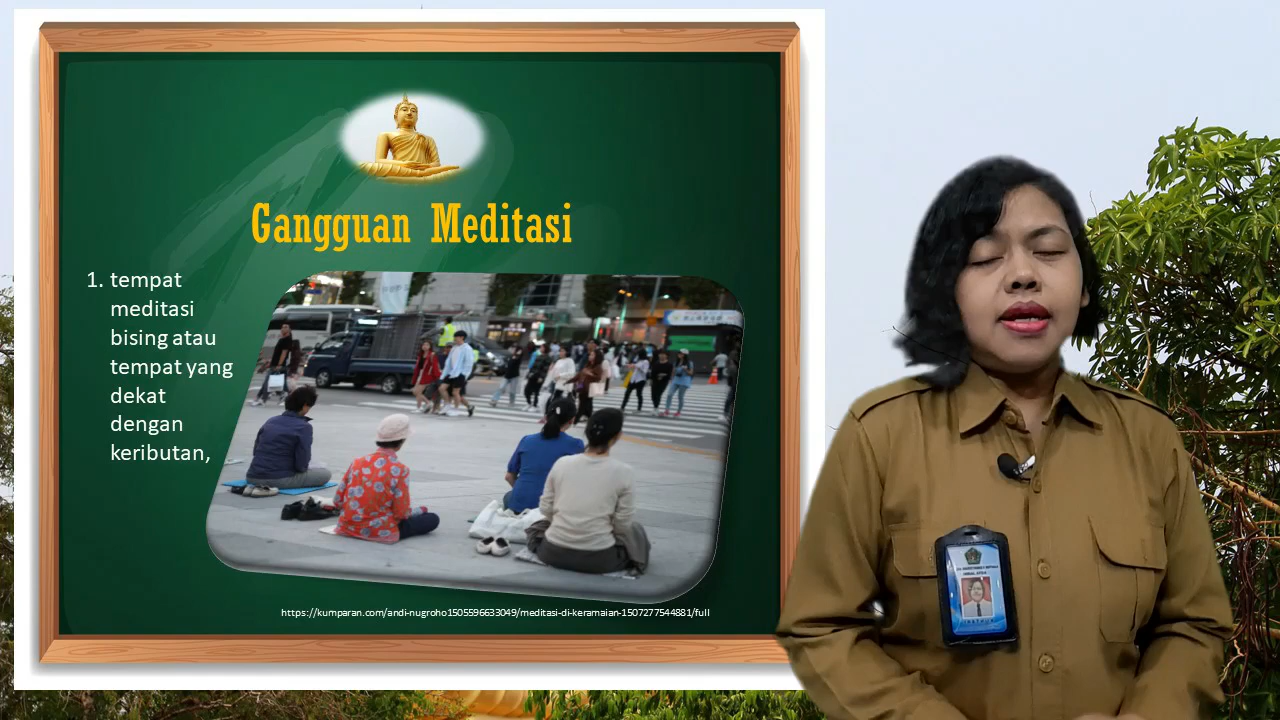 Gangguan Meditasi
1. tempat
meditasi
bising atau
tempat yang
dekat
dengan
keributan,
https://kumparan.com/andi-nugroho1505596633049/meditasi-di-keramaian-1507277544881/full